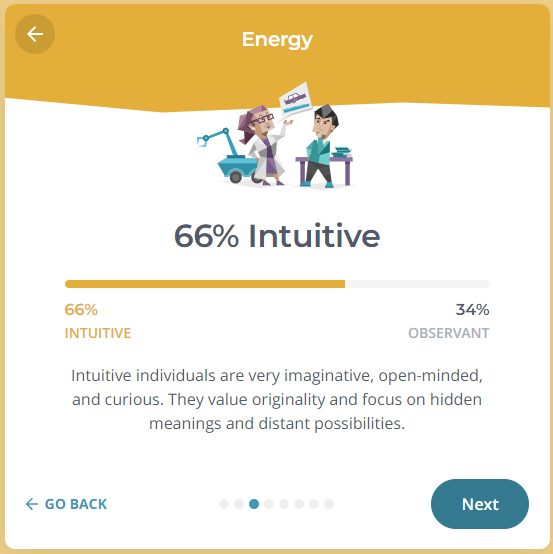 Energy
66% Intuitive
66%
34%
INTUITIVE
OBSERVANT
Intuitive individuals are very imaginative, open-minded,
and curious. They value originality and focus on hidden
meanings and distant possibilities.
GO BACK
Next